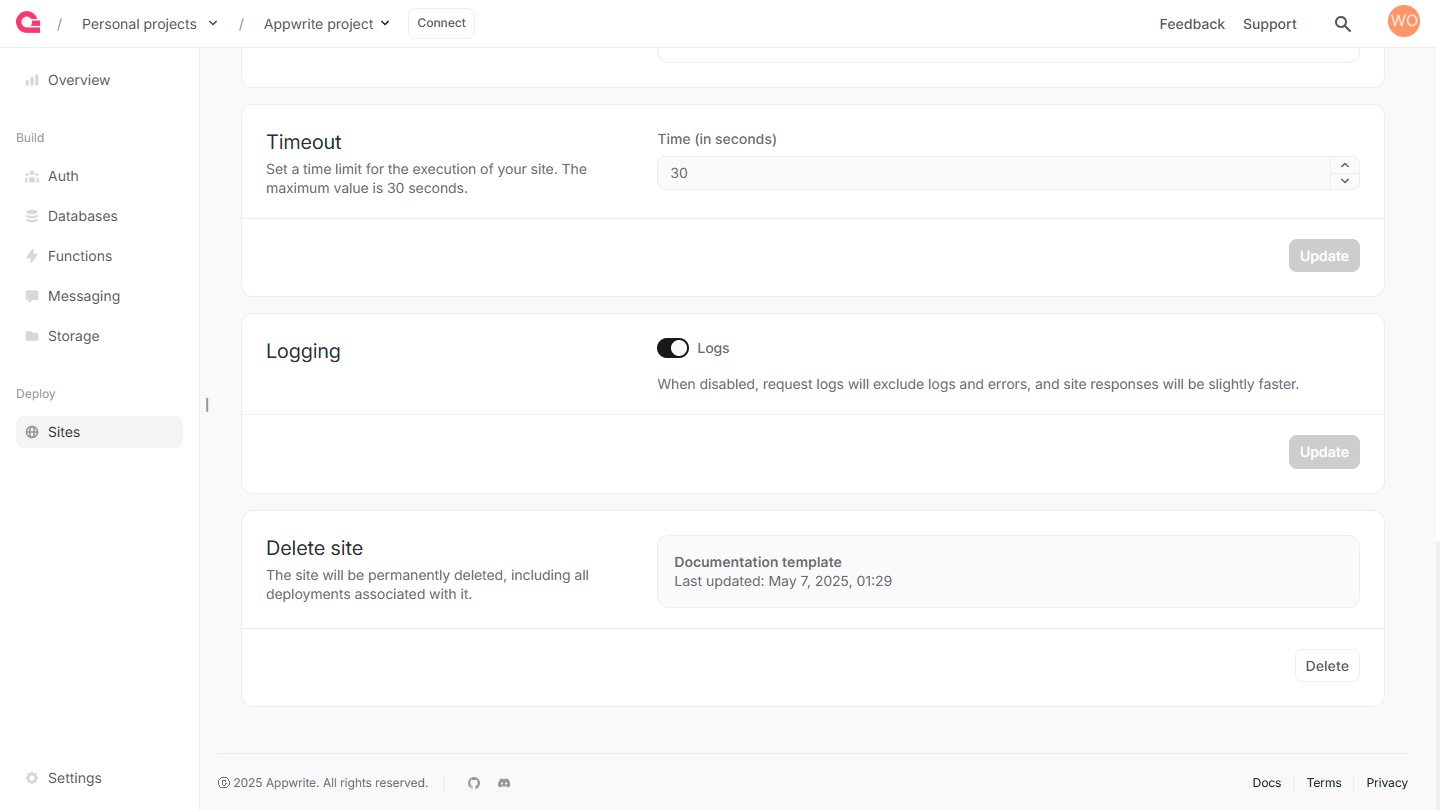 / Personal projects / Appwrite project Connect Feedback Support WO
Overview
Build
Auth
Databases
Functions
Messaging
Storage
Deploy
Sites
Settings
Timeout
Set a time limit for the execution of your site. The
maximum value is 30 seconds.
Time (in seconds)
30
Update
Logging
Logs
When disabled, request logs will exclude logs and errors, and site responses will be slightly faster.
Update
Delete site
The site will be permanently deleted, including all
deployments associated with it.
Documentation template
Last updated: May 7, 2025, 01:29
Delete
© 2025 Appwrite. All rights reserved.
Docs Terms Privacy